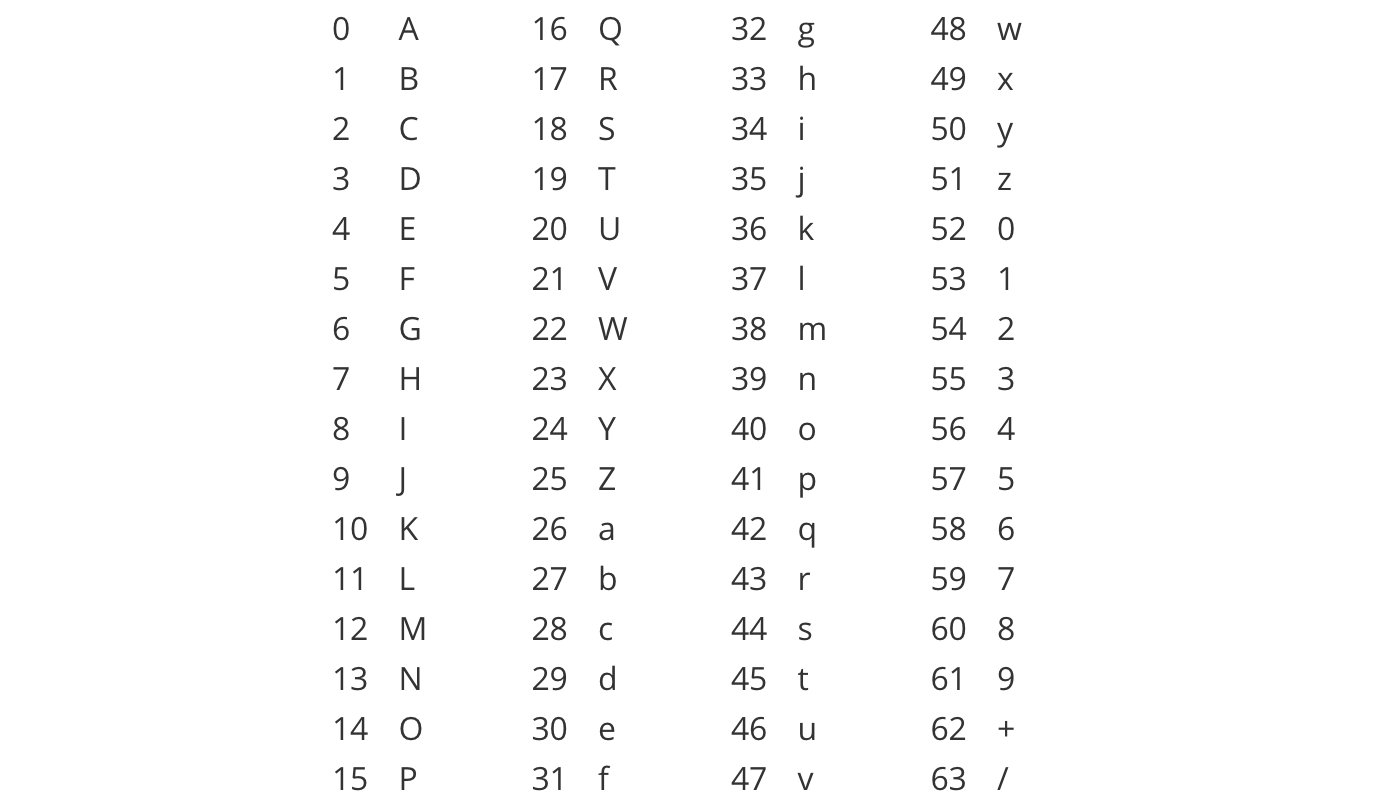 0 A 16 Q 32 g 48 w
1 B 17 R 33 h 49 x
2 C 18 S 34 i 50 y
3 D 19 T 35 j 51 z
4 E 20 U 36 k 52 0
5 F 21 V 37 l 53 1
6 G 22 W 38 m 54 2
7 H 23 X 39 n 55 3
8 I 24 Y 40 o 56 4
9 J 25 Z 41 p 57 5
10 K 26 a 42 q 58 6
11 L 27 b 43 r 59 7
12 M 28 c 44 s 60 8
13 N 29 d 45 t 61 9
14 O 30 e 46 u 62 +
15 P 31 f 47 v 63 /